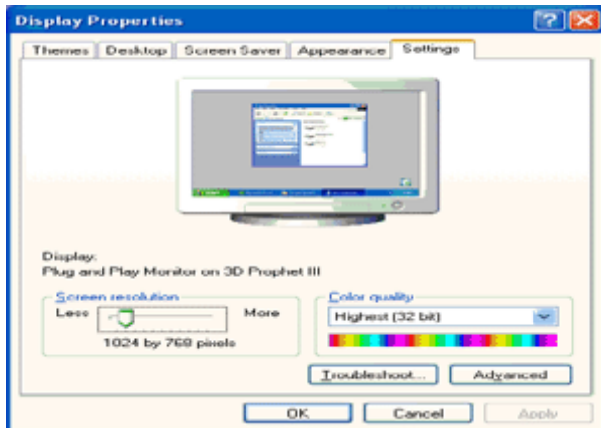 Display Properties
Themes Desktop Screen Saver Appearance Settings
Display:
Plug and Play Monitor on 3D Prophet III
Screen resolution
Less More
1024 by 768 pixels
Color quality
Highest (32 bit)
Troubleshoot... Advanced
OK Cancel Apply